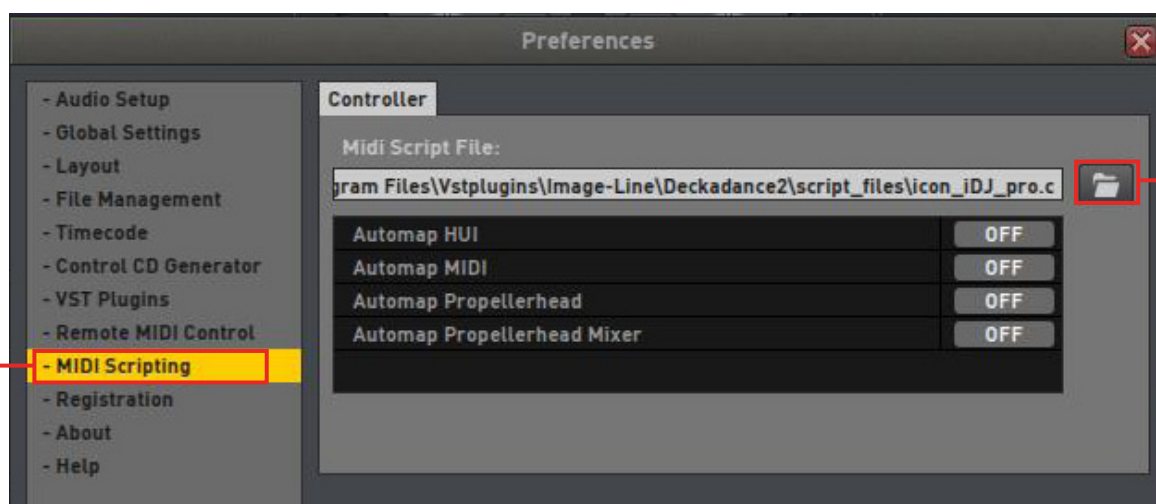 Preferences
- Audio Setup
- Global Settings
- Layout
- File Management
- Timecode
- Control CD Generator
- VST Plugins
- Remote MIDI Control
- MIDI Scripting
- Registration
- About
- Help
Controller
Midi Script File:
gram Files\Vstplugins\Image-Line\Deckadance2\script_files\icon_iDJ_pro.c
Automap HUI OFF
Automap MIDI OFF
Automap Propellerhead OFF
Automap Propellerhead Mixer OFF